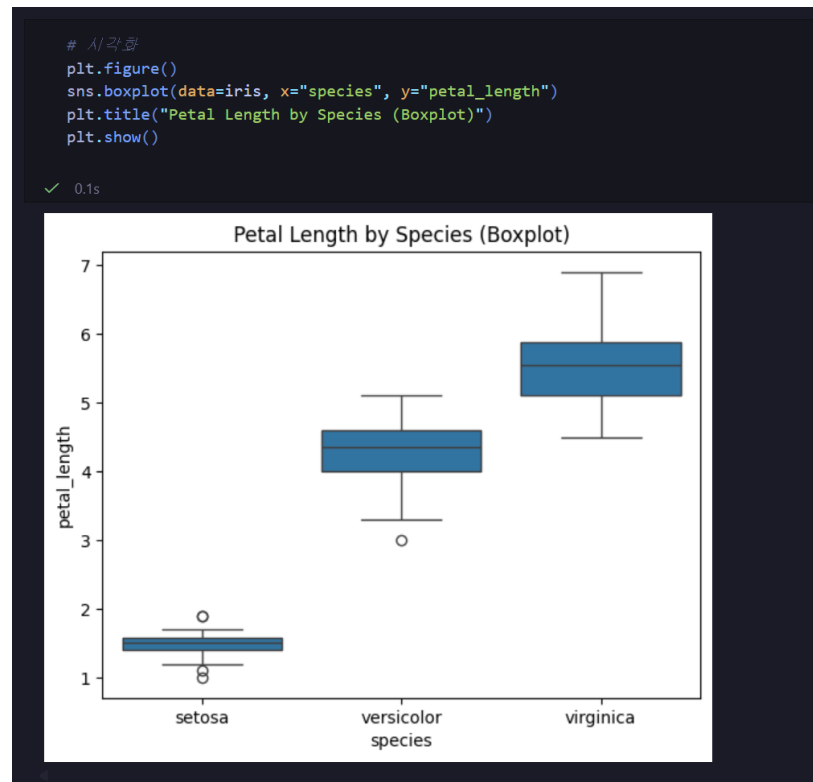 # 시각화
plt.figure()
sns.boxplot(data=iris, x="species", y="petal_length")
plt.title("Petal Length by Species (Boxplot)")
plt.show()
0.1s
Petal Length by Species (Boxplot)
7
6
5
4
3
2
1
petal_length
setosa versicolor virginica
species